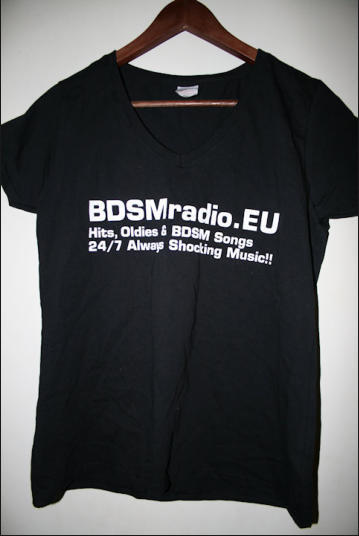 BDSMradio.EU
Hits, Oldies & BDSM Songs
24/7 Always Shocking Music!!